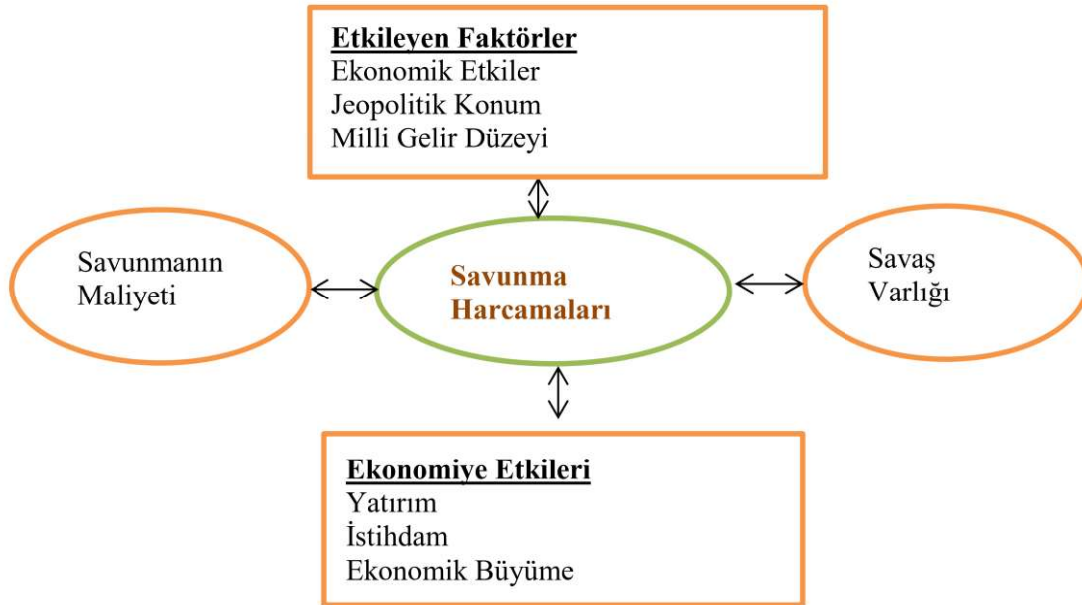 Etkileyen Faktörler
Ekonomik Etkiler
Jeopolitik Konum
Milli Gelir Düzeyi
Savunmanın
Maliyeti
Savunma
Harcamaları
Savaş
Varlığı
Ekonomiye Etkileri
Yatırım
İstihdam
Ekonomik Büyüme